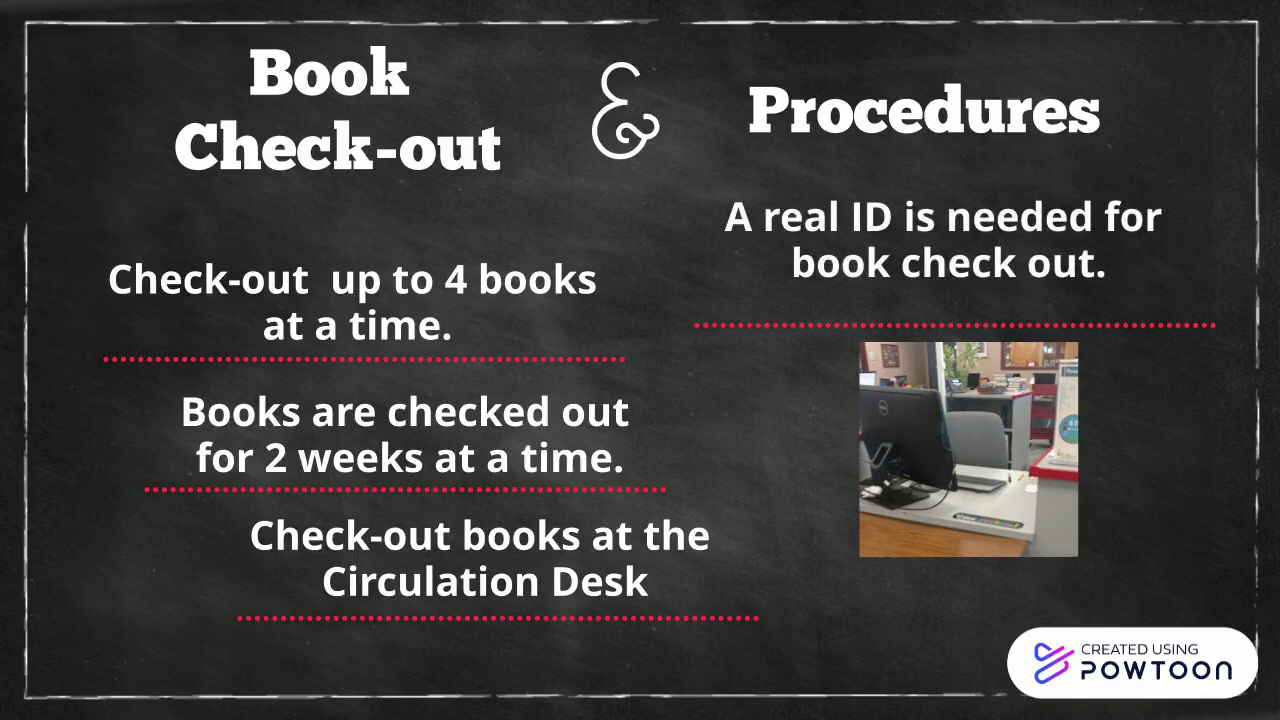 Book
Check-out
&
Procedures
Check-out up to 4 books
at a time.
Books are checked out
for 2 weeks at a time.
Check-out books at the
Circulation Desk
A real ID is needed for
book check out.
DELL
CREATED USING
POWTOON